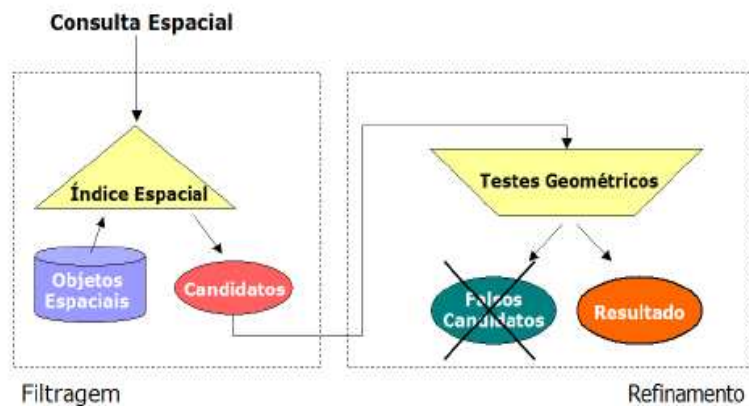 Consulta Espacial
Índice Espacial
Objetos
Espaciais
Candidatos
Filtragem
Testes Geométricos
Falsos
Candidatos
Resultado
Refinamento